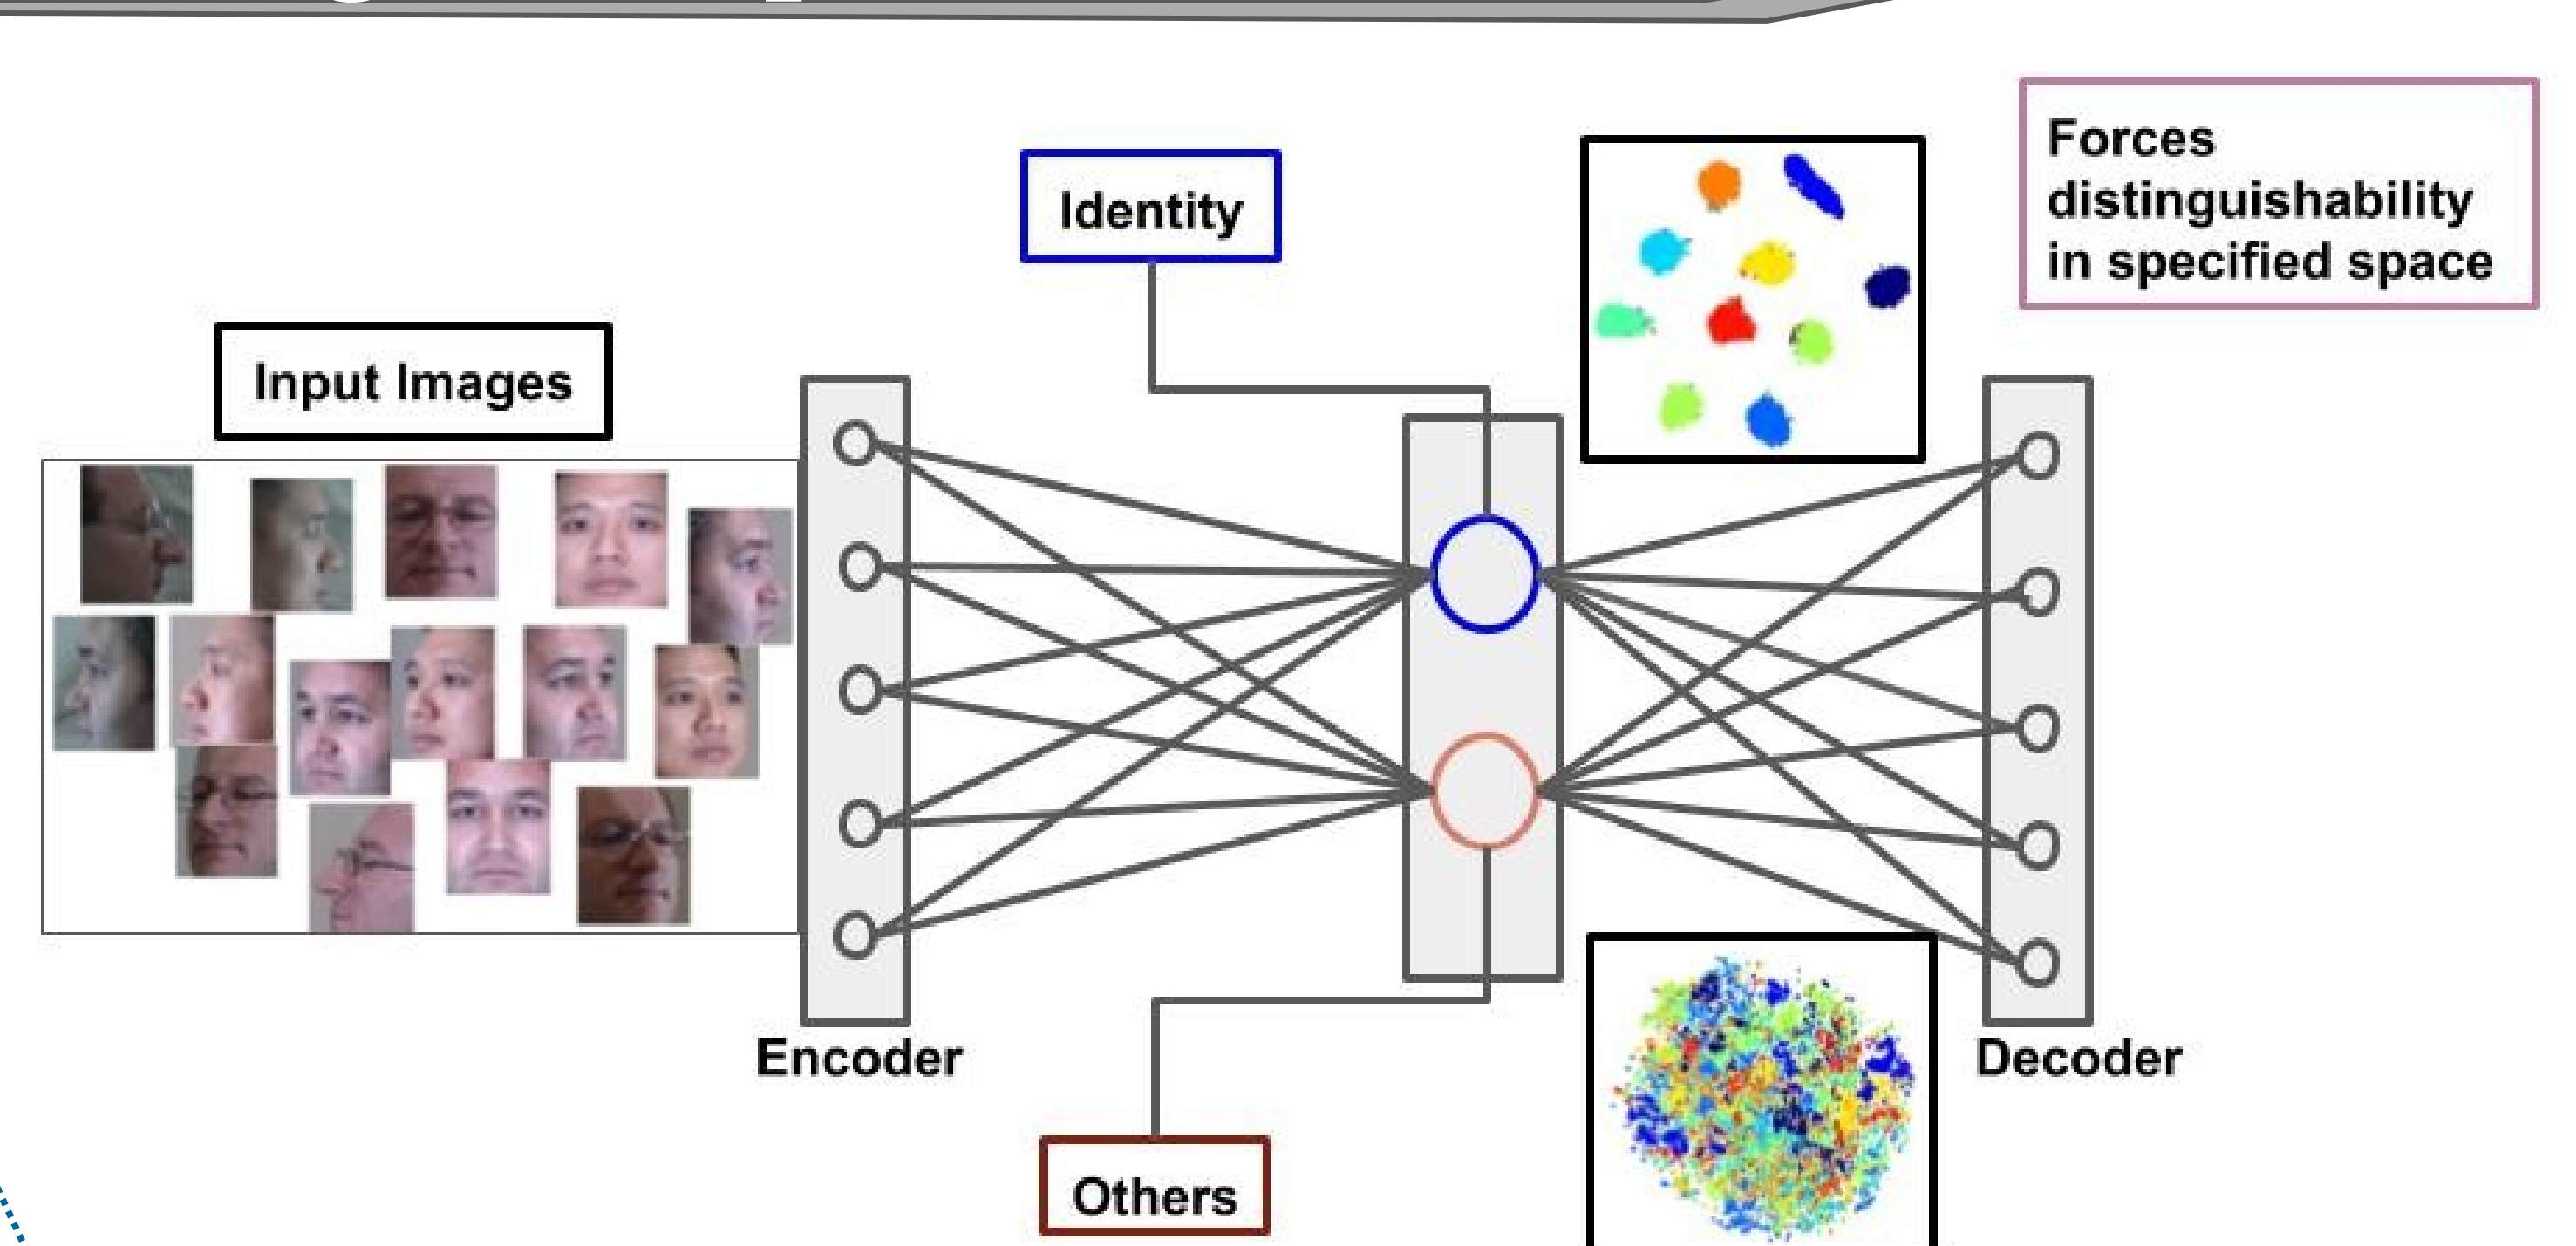 Forces
distinguishability
in specified space
Identity
Input Images
Encoder
Decoder
Others